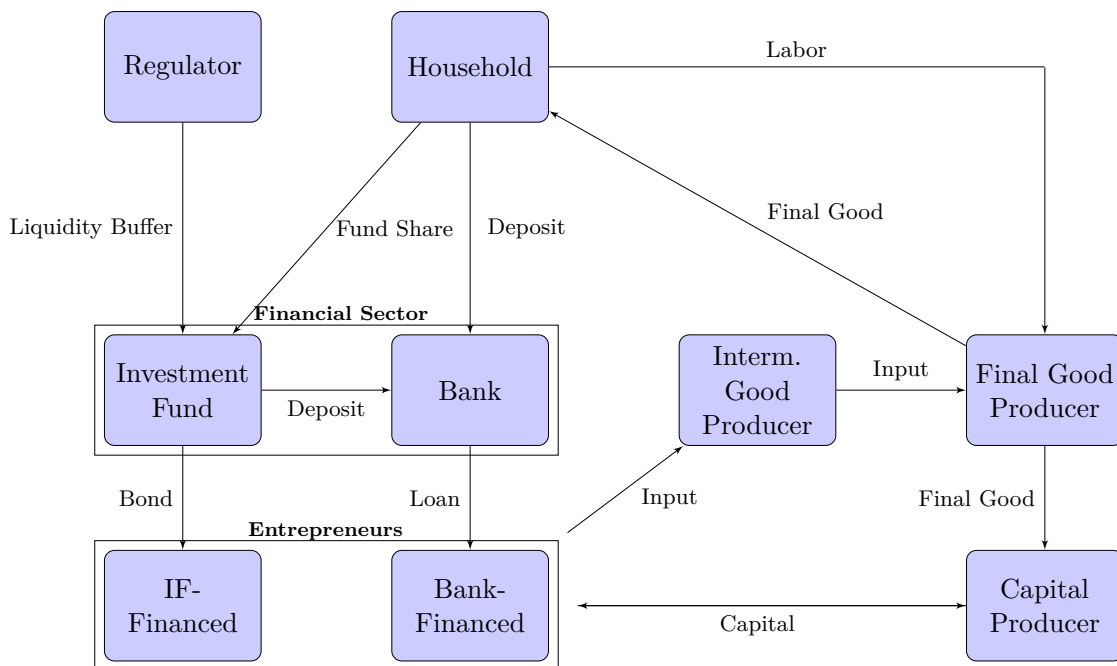 Regulator
Household
Labor
Liquidity Buffer
Fund Share
Deposit
Final Good
Financial Sector
Investment
Fund
Deposit
Bank
Interm.
Good
Producer
Input
Final Good
Producer
Bond
Loan
Input
Final Good
Entrepreneurs
IF-
Financed
Bank-
Financed
Capital
Capital
Producer